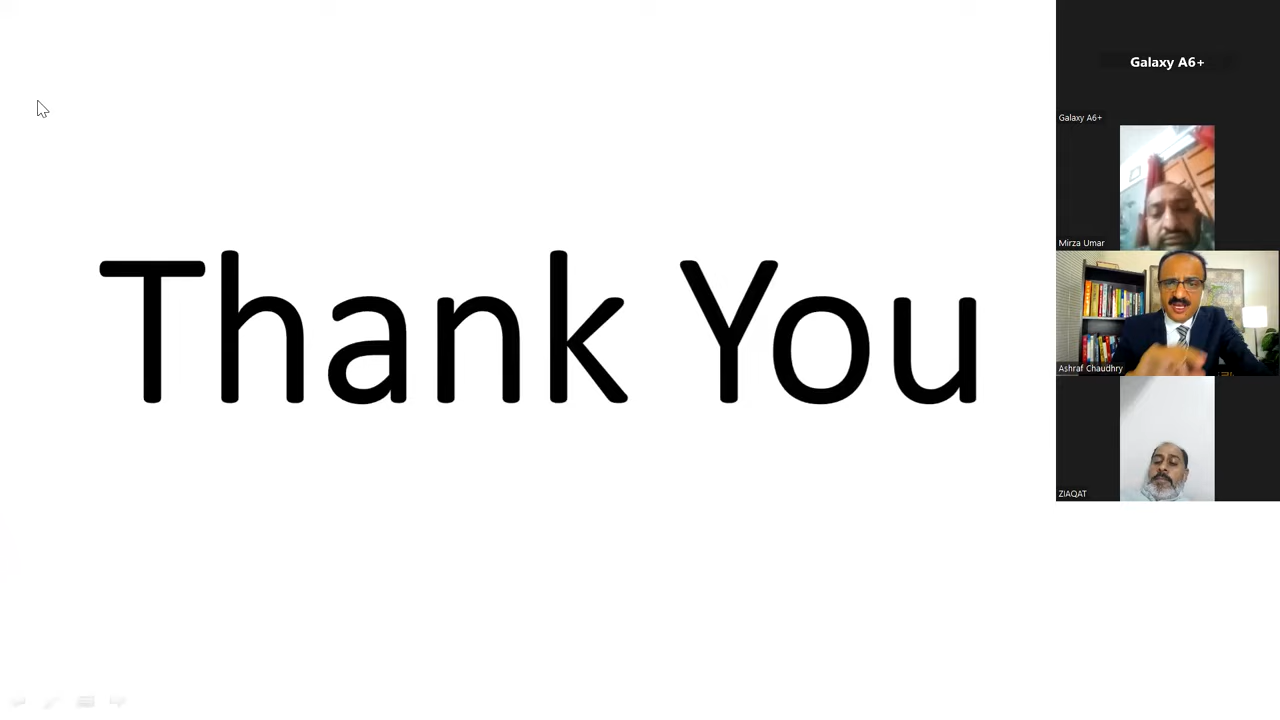 Galaxy A6+
Galaxy A6+
Mirza Umar
Thank You
Ashraf Chaudhry
ZIAQAT